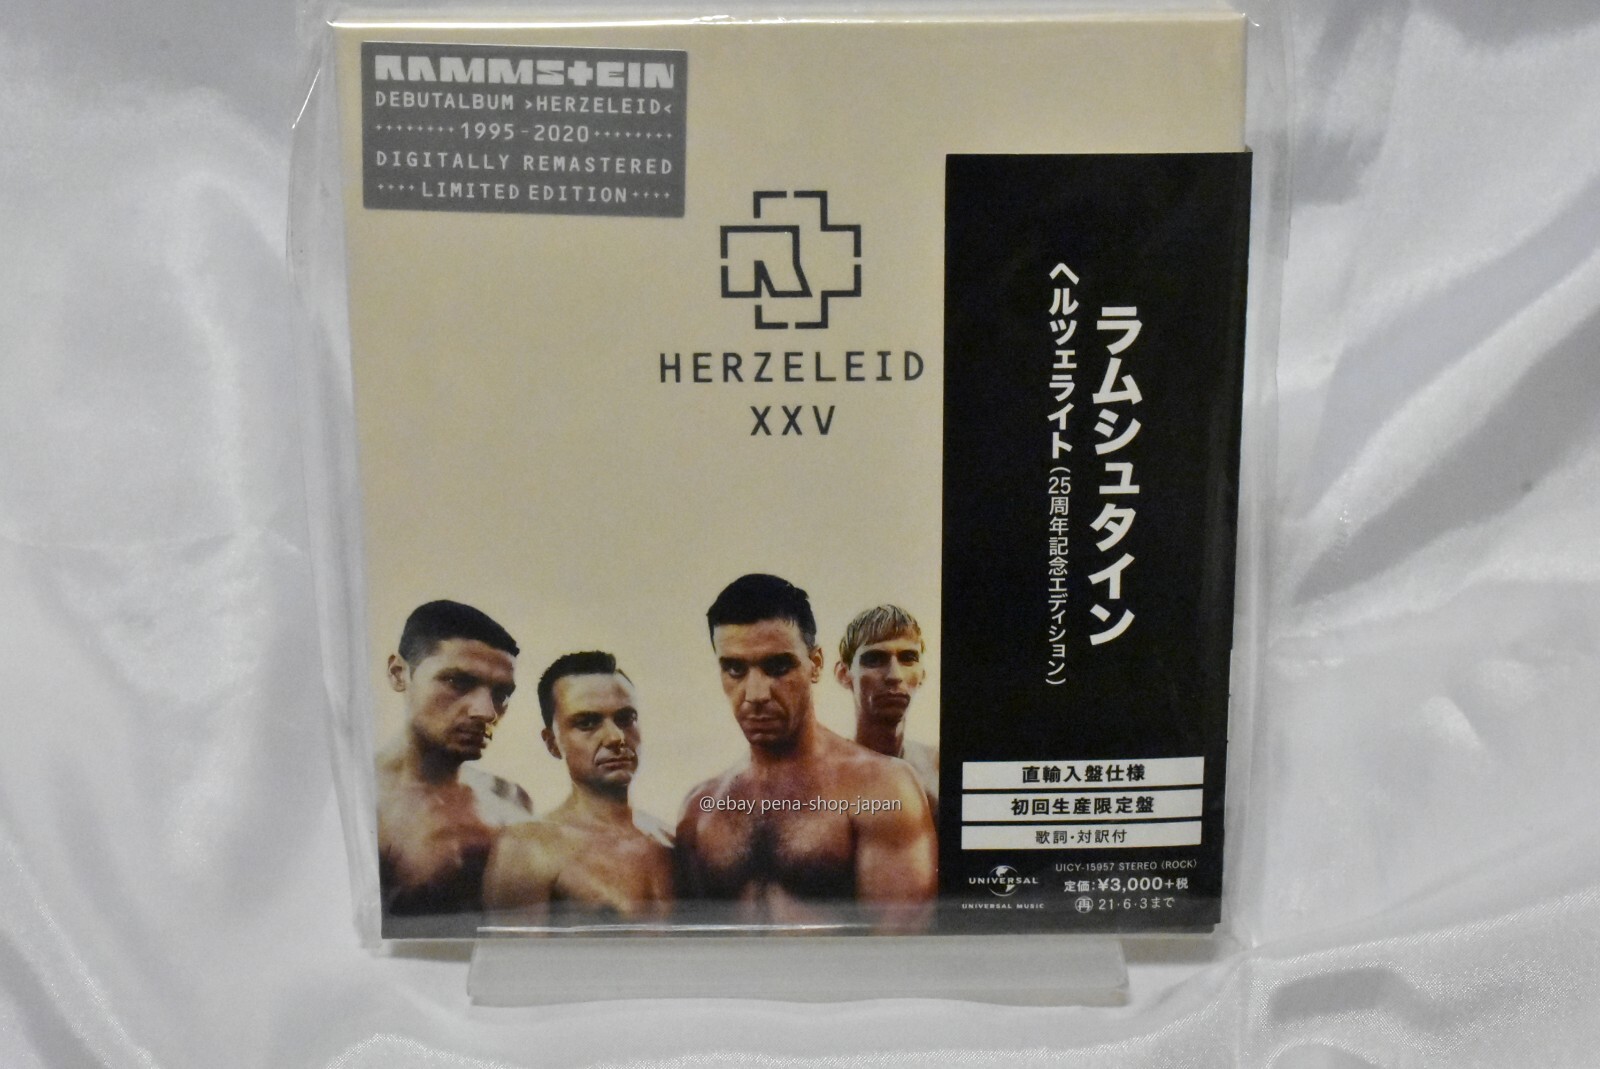 RAMMSTEIN
DEBUTALBUM >HERZELEID<
1995-2020
DIGITALLY REMASTERED
LIMITED EDITION
HERZELEID
XXV
ラムシュタイン
ヘルツェライト(25周年記念エディション)
直輸入盤仕様
初回生産限定盤
歌詞・対訳付
UICY-15957 STEREO (ROCK)
定価:¥3,000+税
再 21・6・3まで
UNIVERSAL
UNIVERSAL MUSIC
@ebay pena-shop-japan